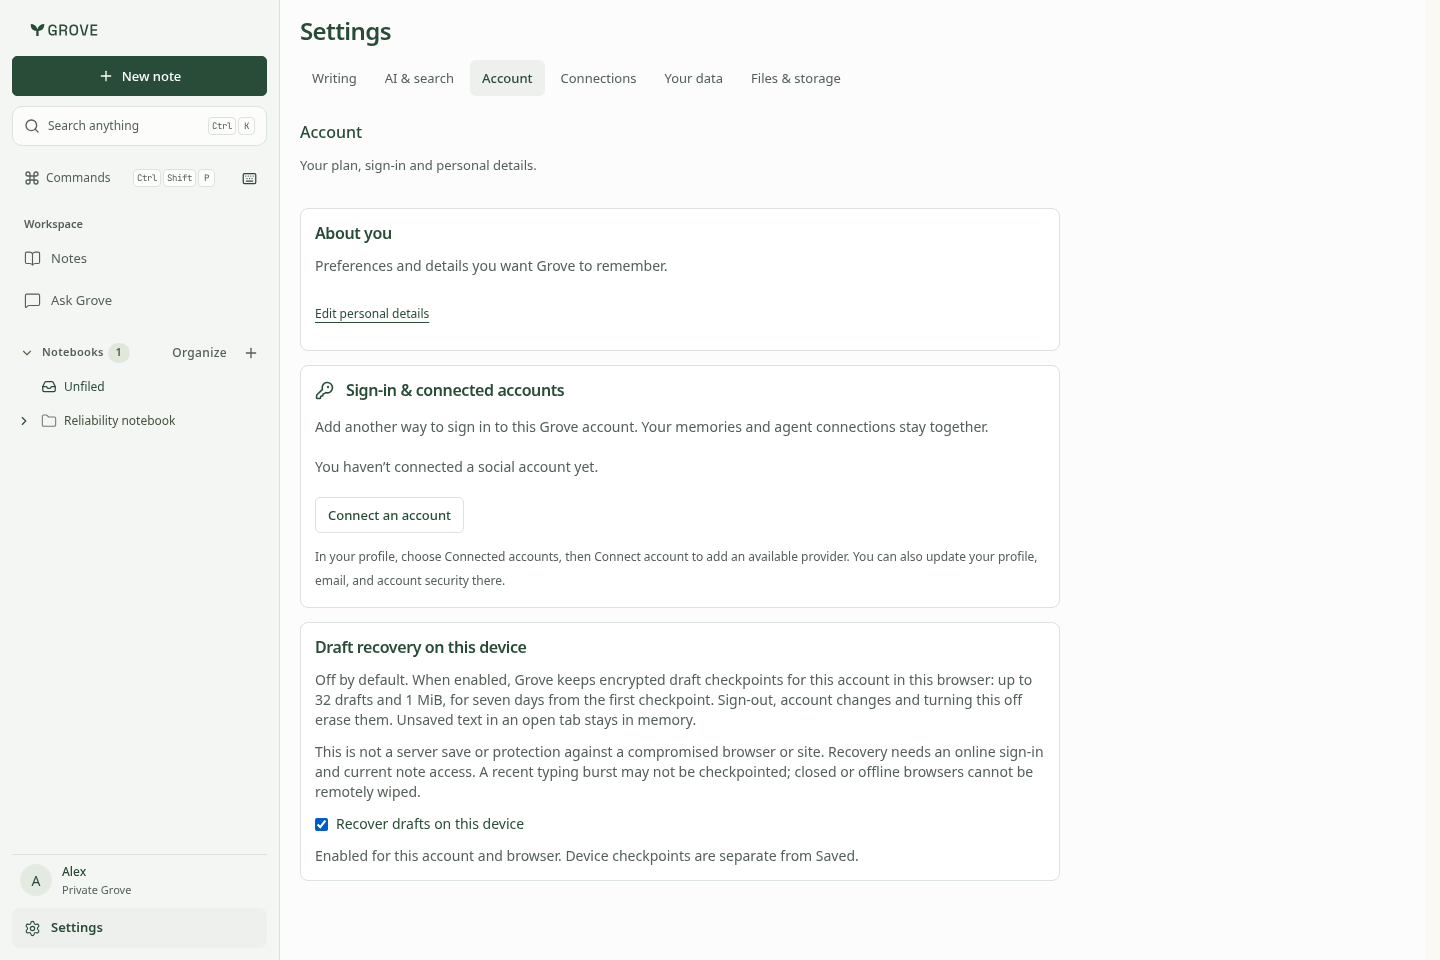 GROVE
New note
Search anything
Ctrl K
Commands
Ctrl Shift P
Workspace
Notes
Ask Grove
Notebooks 1
Organize
Unfiled
Reliability notebook
A
Alex
Private Grove
Settings
Settings
Writing
AI & search
Account
Connections
Your data
Files & storage
Account
Your plan, sign-in and personal details.
About you
Preferences and details you want Grove to remember.
Edit personal details
Sign-in & connected accounts
Add another way to sign in to this Grove account. Your memories and agent connections stay together.
You haven’t connected a social account yet.
Connect an account
In your profile, choose Connected accounts, then Connect account to add an available provider. You can also update your profile,
email, and account security there.
Draft recovery on this device
Off by default. When enabled, Grove keeps encrypted draft checkpoints for this account in this browser: up to
32 drafts and 1 MiB, for seven days from the first checkpoint. Sign-out, account changes and turning this off
erase them. Unsaved text in an open tab stays in memory.
This is not a server save or protection against a compromised browser or site. Recovery needs an online sign-in
and current note access. A recent typing burst may not be checkpointed; closed or offline browsers cannot be
remotely wiped.
Recover drafts on this device
Enabled for this account and browser. Device checkpoints are separate from Saved.